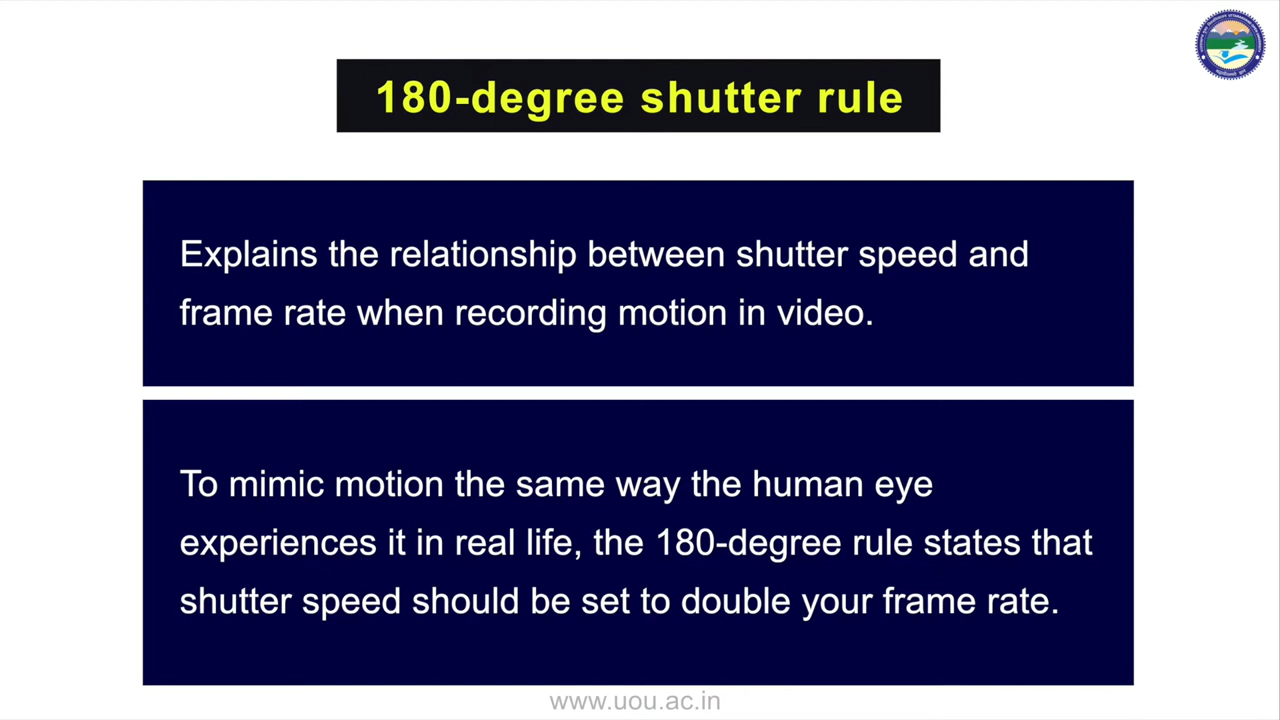 180-degree shutter rule
Explains the relationship between shutter speed and
frame rate when recording motion in video.
To mimic motion the same way the human eye
experiences it in real life, the 180-degree rule states that
shutter speed should be set to double your frame rate.
www.uou.ac.in